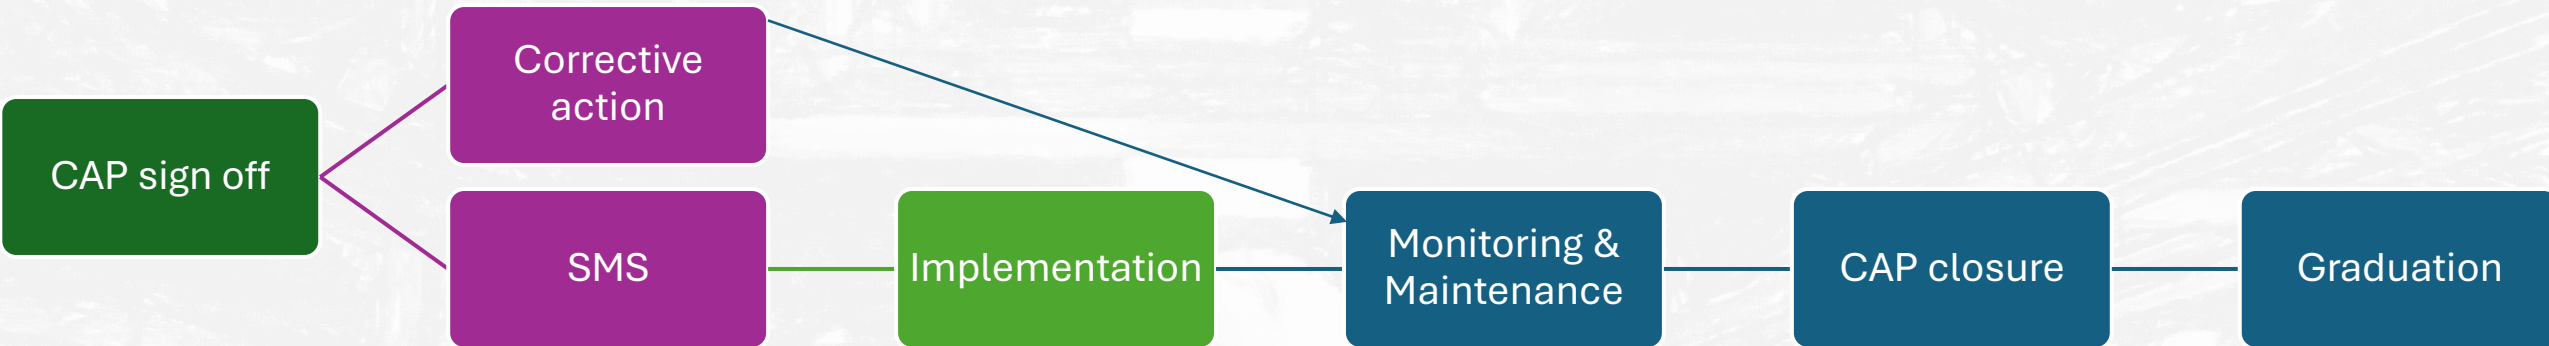 CAP sign off
Corrective
action
SMS
Implementation
Monitoring &
Maintenance
CAP closure
Graduation